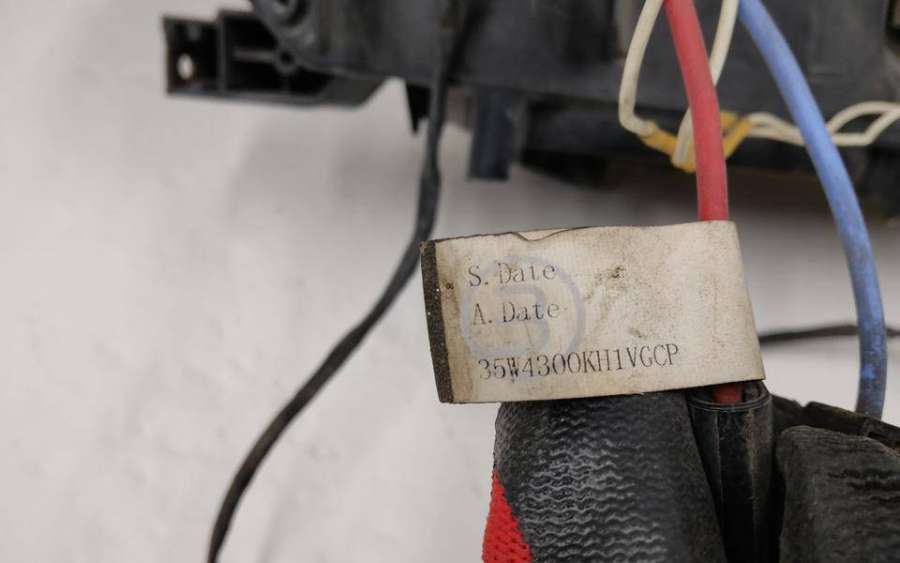 S. Date
A. Date
35W4300KH1VGCP